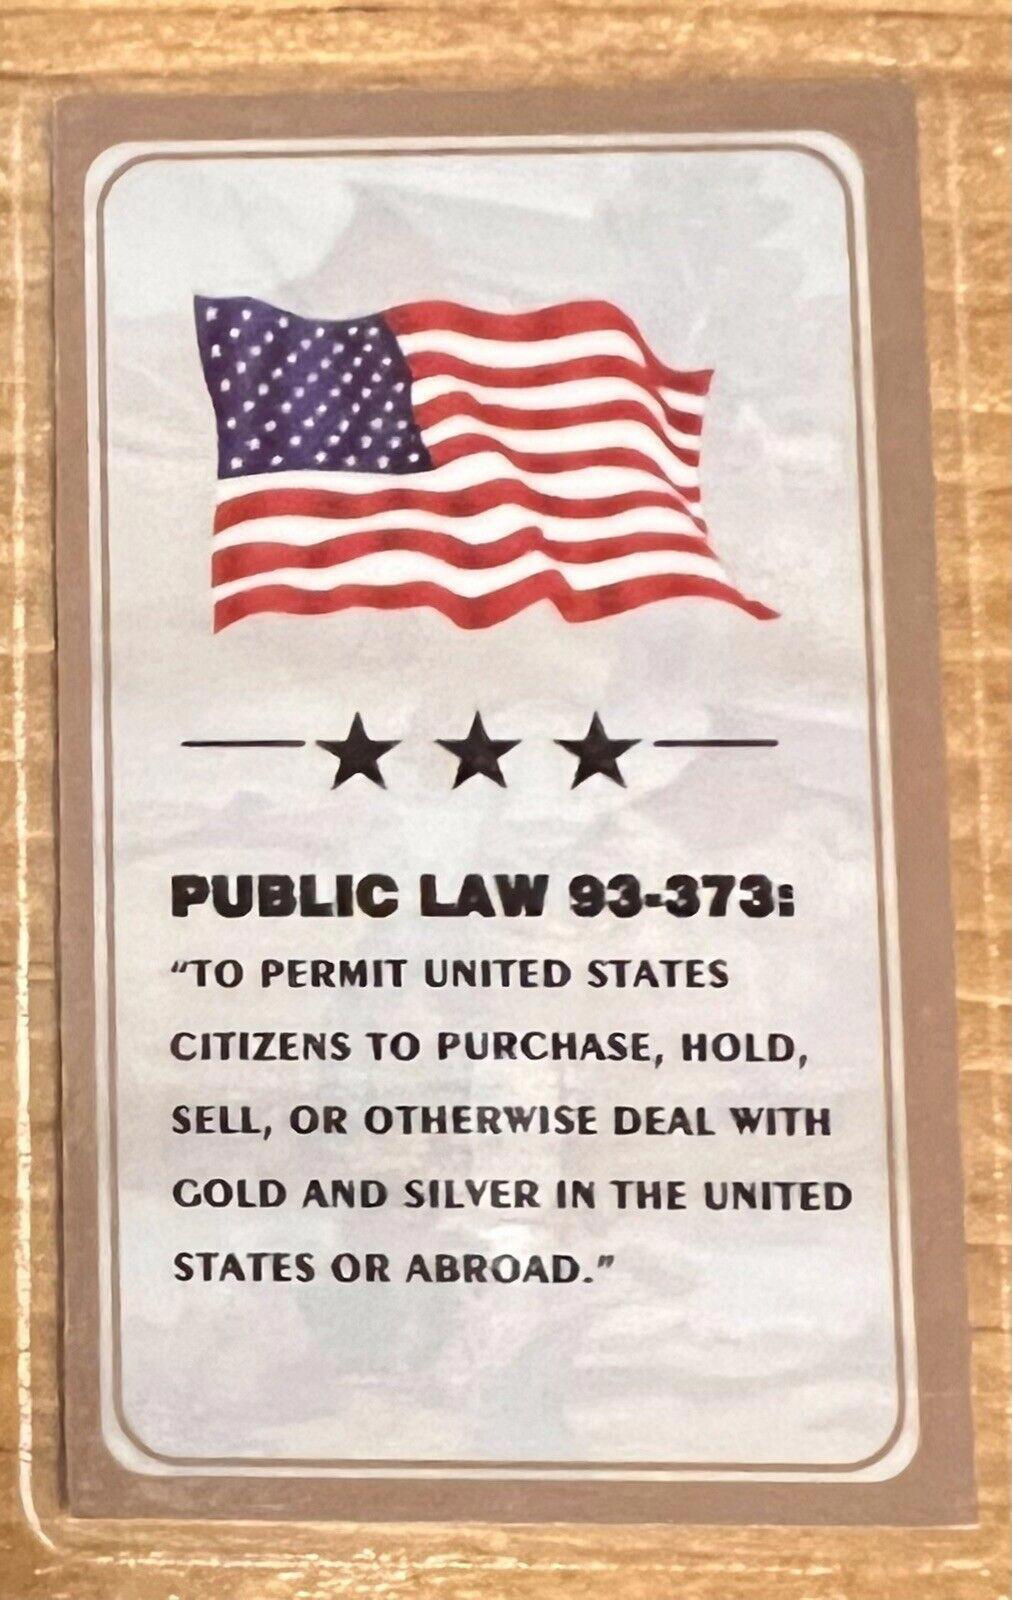 PUBLIC LAW 93-373:
"TO PERMIT UNITED STATES
CITIZENS TO PURCHASE, HOLD,
SELL, OR OTHERWISE DEAL WITH
GOLD AND SILVER IN THE UNITED
STATES OR ABROAD."